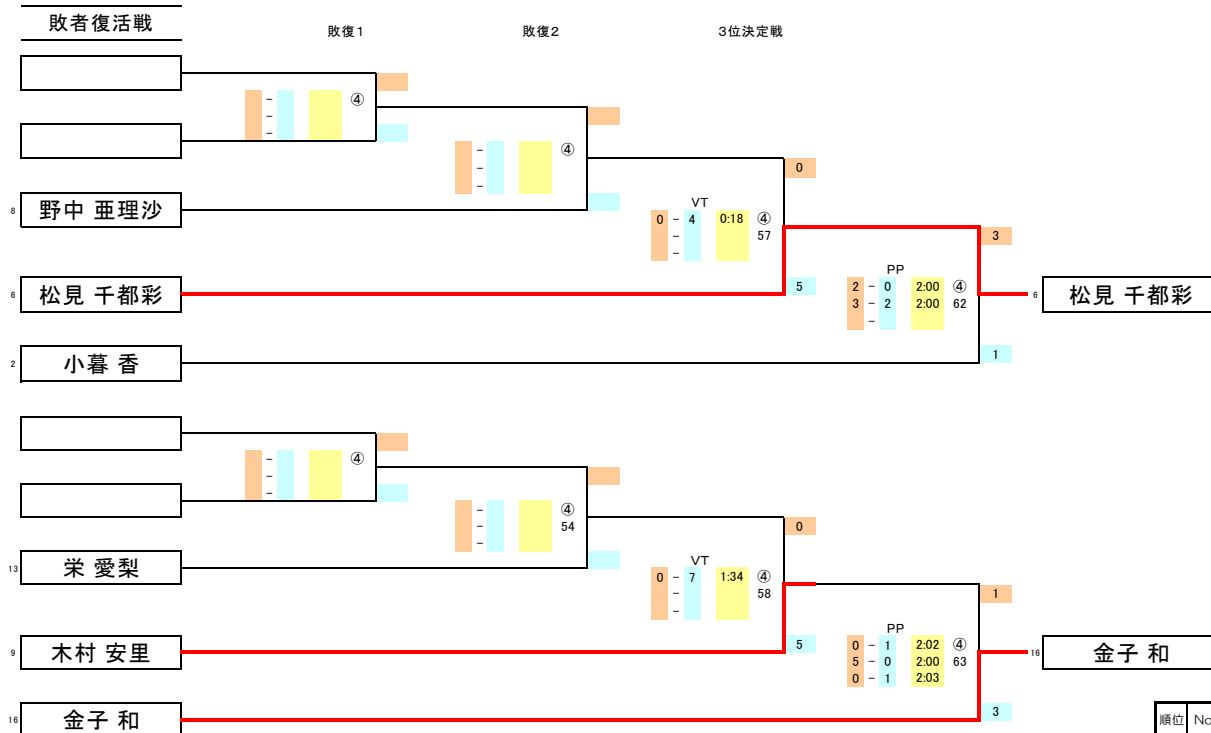 敗者復活戦
敗復1 敗復2 3位決定戦
- ④
-
-
- ④
-
-
8 野中 亜理沙
0
VT
0 - 4 0:18 ④
- 57
-
3
6 松見 千都彩
5
PP
2 - 0 2:00 ④
3 - 2 2:00 62
-
6 松見 千都彩
2 小暮 香
1
- ④
-
-
- ④
- 54
-
0
13 栄 愛梨
VT
0 - 7 1:34 ④
- 58
-
1
9 木村 安里
5
PP
0 - 1 2:02 ④
5 - 0 2:00 63
0 - 1 2:03
16 金子 和
16 金子 和
3
順位 No